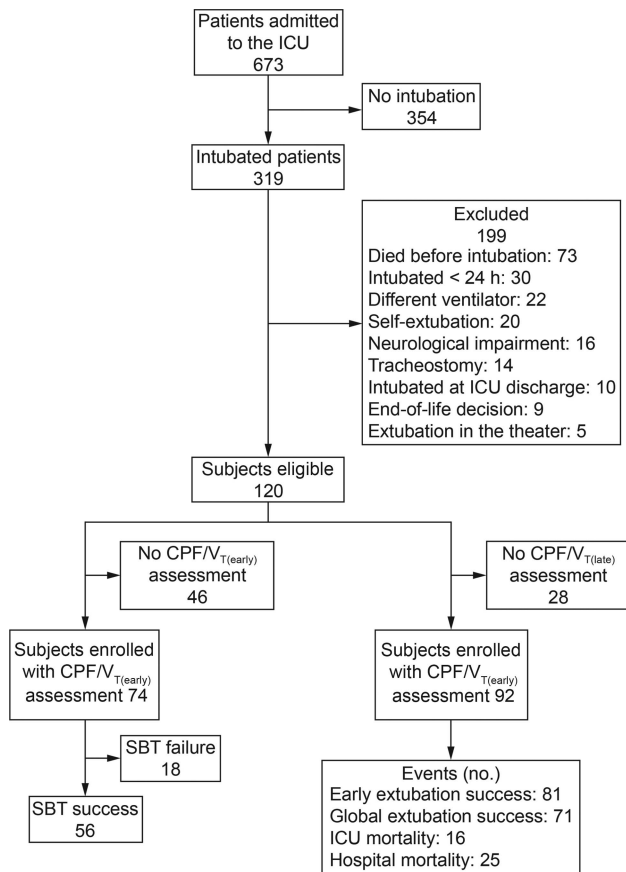 Patients admitted
to the ICU
673
No intubation
354
Intubated patients
319
Excluded
199
Died before intubation: 73
Intubated < 24 h: 30
Different ventilator: 22
Self-extubation: 20
Neurological impairment: 16
Tracheostomy: 14
Intubated at ICU discharge: 10
End-of-life decision: 9
Extubation in the theater: 5
Subjects eligible
120
No CPF/VT(early)
assessment
46
No CPF/VT(late)
assessment
28
Subjects enrolled
with CPF/VT(early)
assessment 74
Subjects enrolled
with CPF/VT(early)
assessment 92
SBT failure
18
SBT success
56
Events (no.)
Early extubation success: 81
Global extubation success: 71
ICU mortality: 16
Hospital mortality: 25